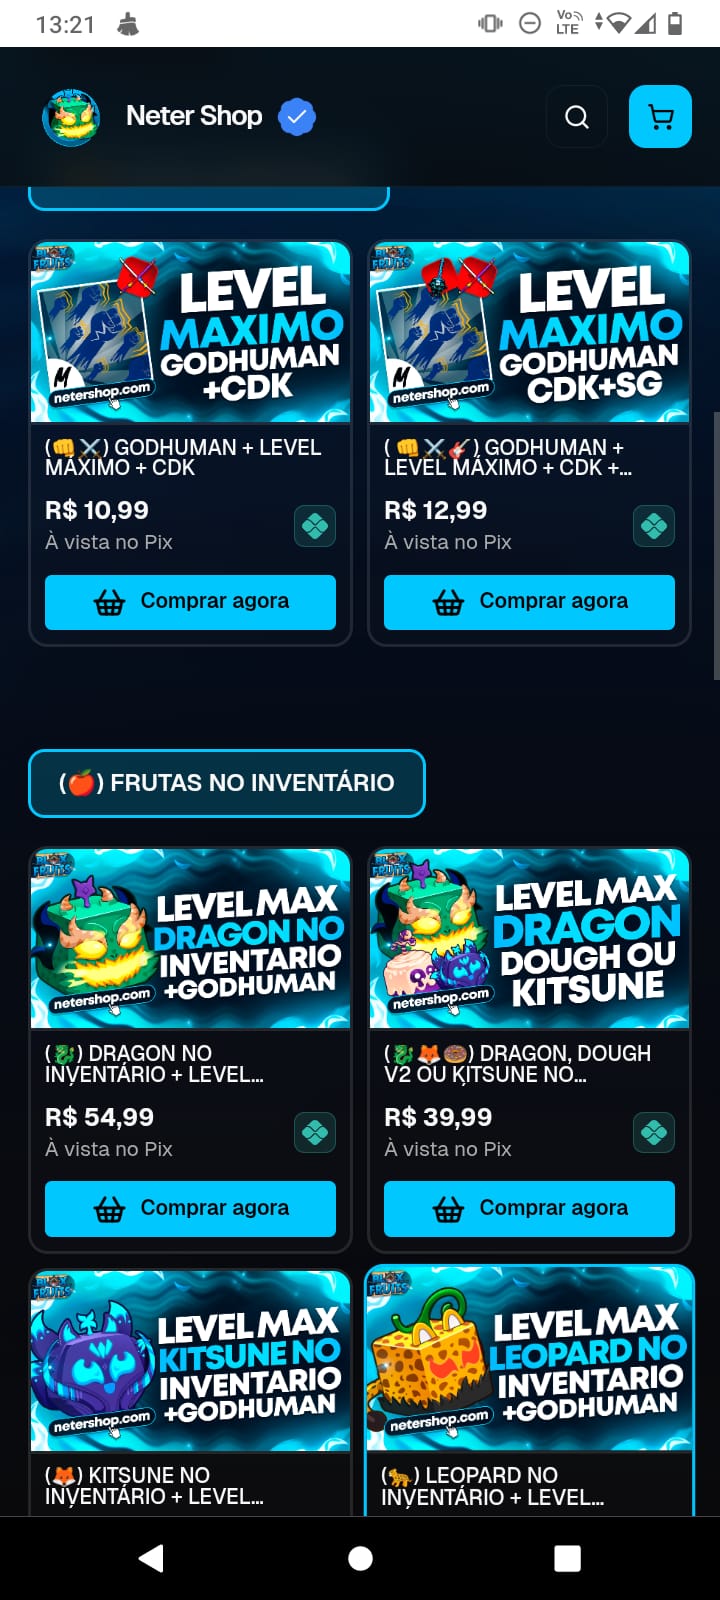 13:21
Vo
LTE
Neter Shop
BLOX
FRUITS
LEVEL
MAXIMO
GODHUMAN
+CDK
M
netershop.com
BLOX
FRUITS
LEVEL
MAXIMO
GODHUMAN
CDK+SG
M
netershop.com
(👊⚔️) GODHUMAN + LEVEL
MÁXIMO + CDK
R$ 10,99
À vista no Pix
Comprar agora
( 👊⚔️🎸) GODHUMAN +
LEVEL MÁXIMO + CDK +...
R$ 12,99
À vista no Pix
Comprar agora
(🍎) FRUTAS NO INVENTÁRIO
BLOX
FRUITS
LEVEL MAX
DRAGON NO
INVENTARIO
+GODHUMAN
netershop.com
BLOX
FRUITS
LEVEL MAX
DRAGON
DOUGH OU
KITSUNE
netershop.com
(🐉) DRAGON NO
INVENTÁRIO + LEVEL...
R$ 54,99
À vista no Pix
Comprar agora
(🐉🦊🍩) DRAGON, DOUGH
V2 OU KITSUNE NO...
R$ 39,99
À vista no Pix
Comprar agora
BLOX
FRUITS
LEVEL MAX
KITSUNE NO
INVENTARIO
+GODHUMAN
netershop.com
BLOX
FRUITS
LEVEL MAX
LEOPARD NO
INVENTARIO
+GODHUMAN
netershop.com
(🦊) KITSUNE NO
INVENTÁRIO + LEVEL...
(🐆) LEOPARD NO
INVENTÁRIO + LEVEL...